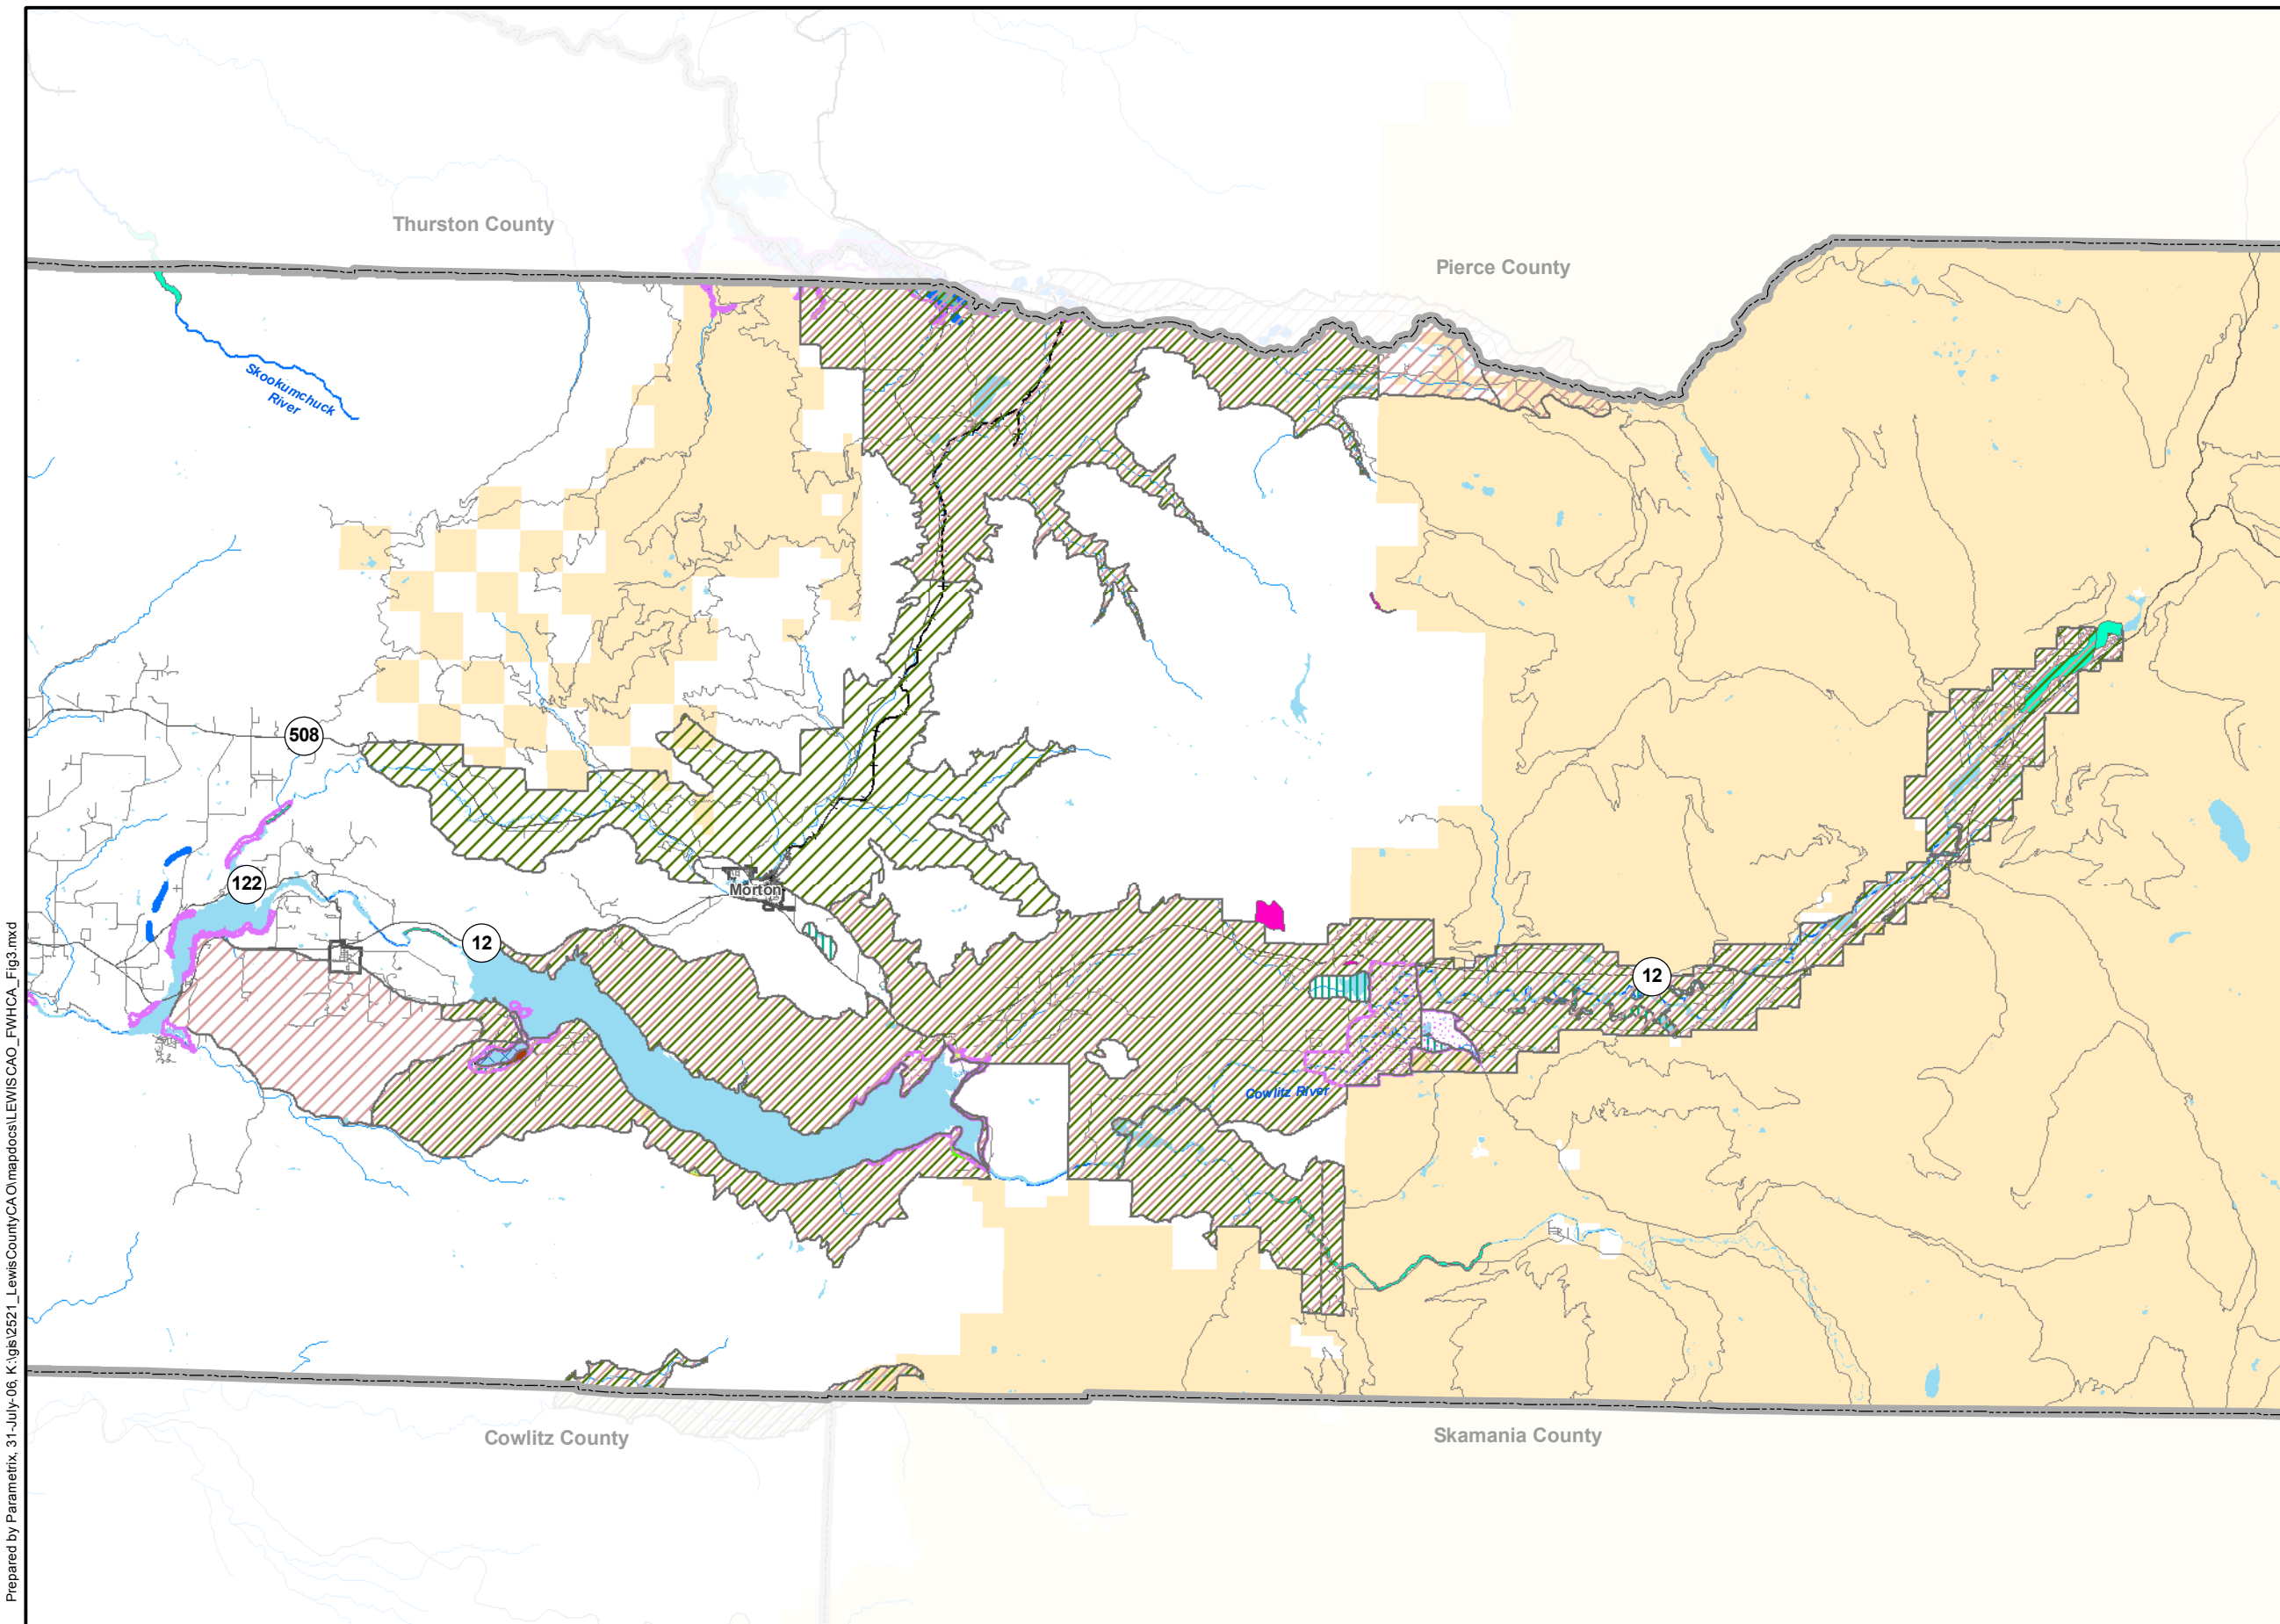 Thurston County
Pierce County
Skookumchuck
River
508
122
Morton
12
12
Cowlitz River
Cowlitz County
Skamania County
Prepared by Parametrix, 31-July-06, K:\gis\2521_LewisCountyCAO\mapdocs\LEWISCAO_FWHCA_Fig3.mxd